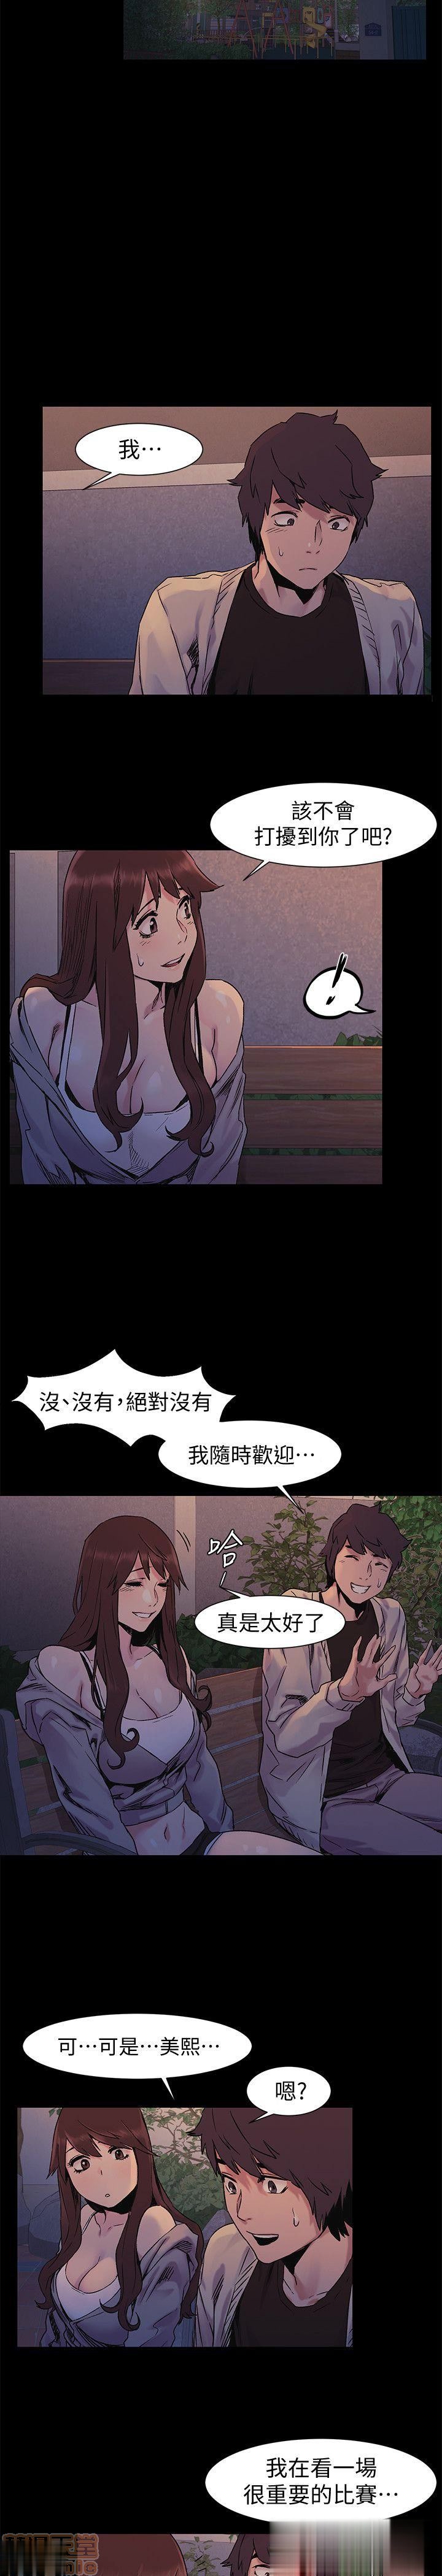 我…
該不會
打擾到你了吧?
沒、沒有,絕對沒有
我隨時歡迎…
哈哈
真是太好了
可…可是…美熙…
嗯?
我在看一場
很重要的比賽…